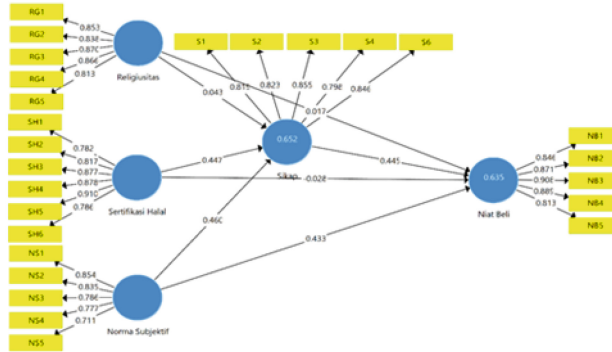 RG1
RG2
RG3
RG4
RG5
0.853
0.838
0.870
0.866
0.813
Religiusitas
S1
S2
S3
S4
S6
0.815
0.823
0.855
0.798
0.846
0.043
0.017
SH1
SH2
SH3
SH4
SH5
SH6
0.782
0.817
0.877
0.878
0.910
0.786
Sertifikasi Halal
0.447
0.652
Sikap
0.445
-0.028
0.460
0.433
NB1
NB2
NB3
NB4
NB5
0.846
0.871
0.908
0.889
0.813
0.635
Niat Beli
NS1
NS2
NS3
NS4
NS5
0.854
0.835
0.786
0.777
0.711
Norma Subjektif